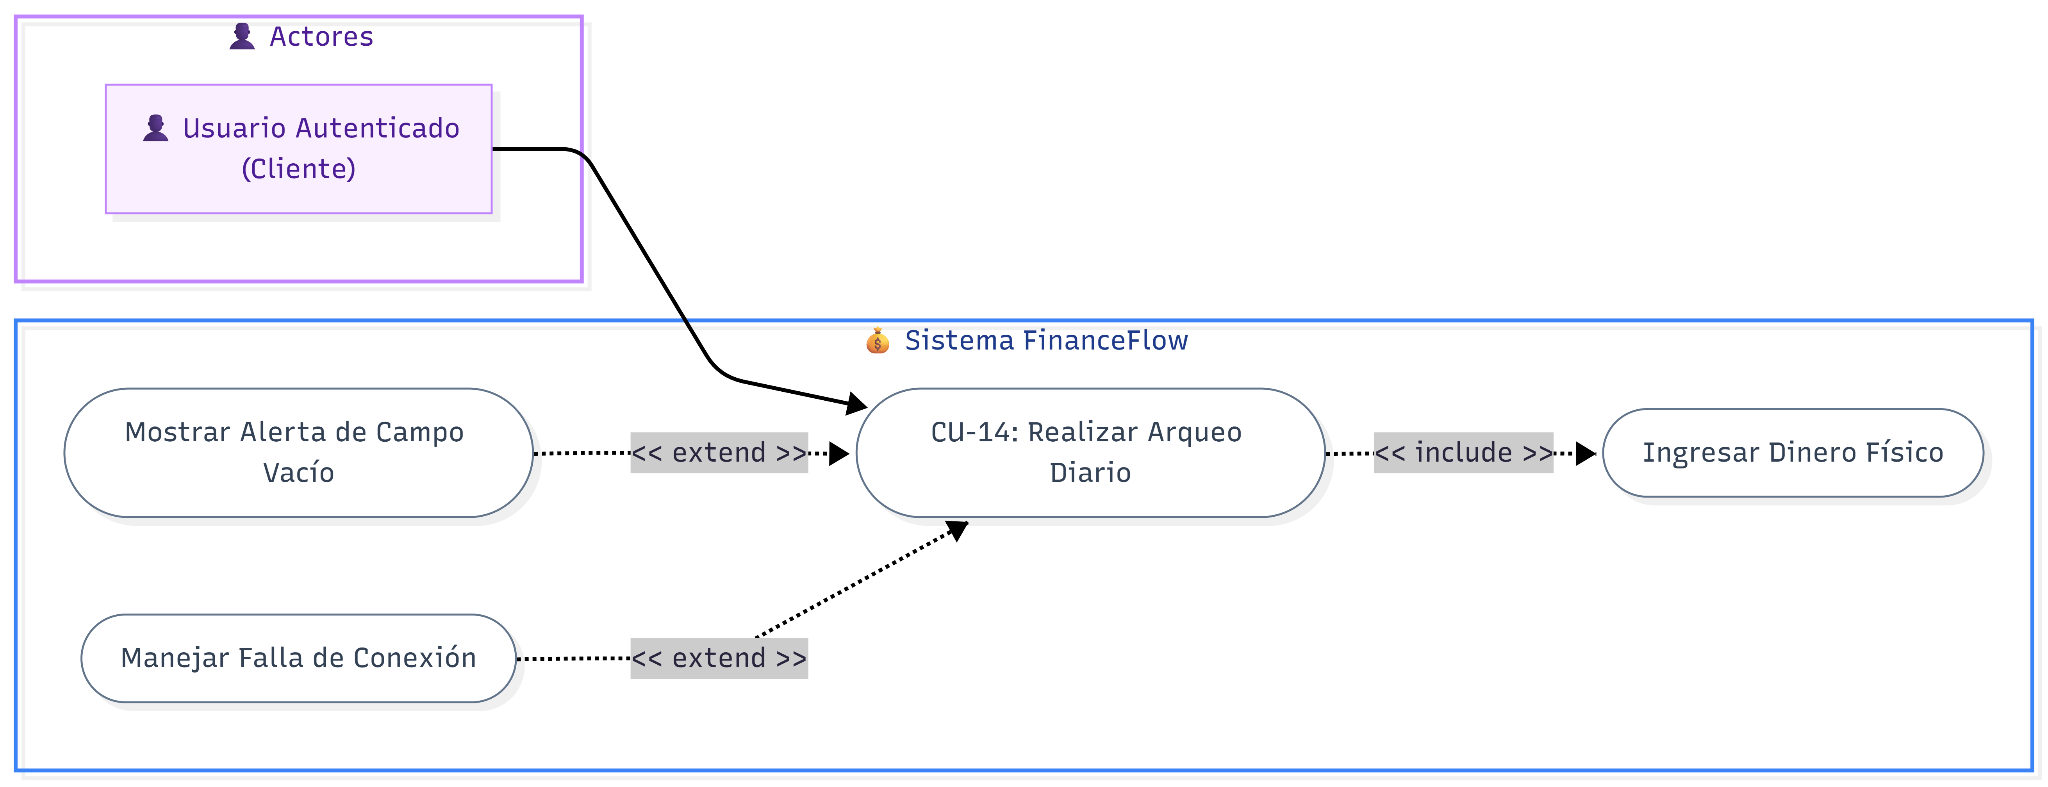 Actores
Usuario Autenticado
(Cliente)
Sistema FinanceFlow
Mostrar Alerta de Campo
Vacío
<< extend >>
CU-14: Realizar Arqueo
Diario
<< include >>
Ingresar Dinero Físico
Manejar Falla de Conexión
<< extend >>